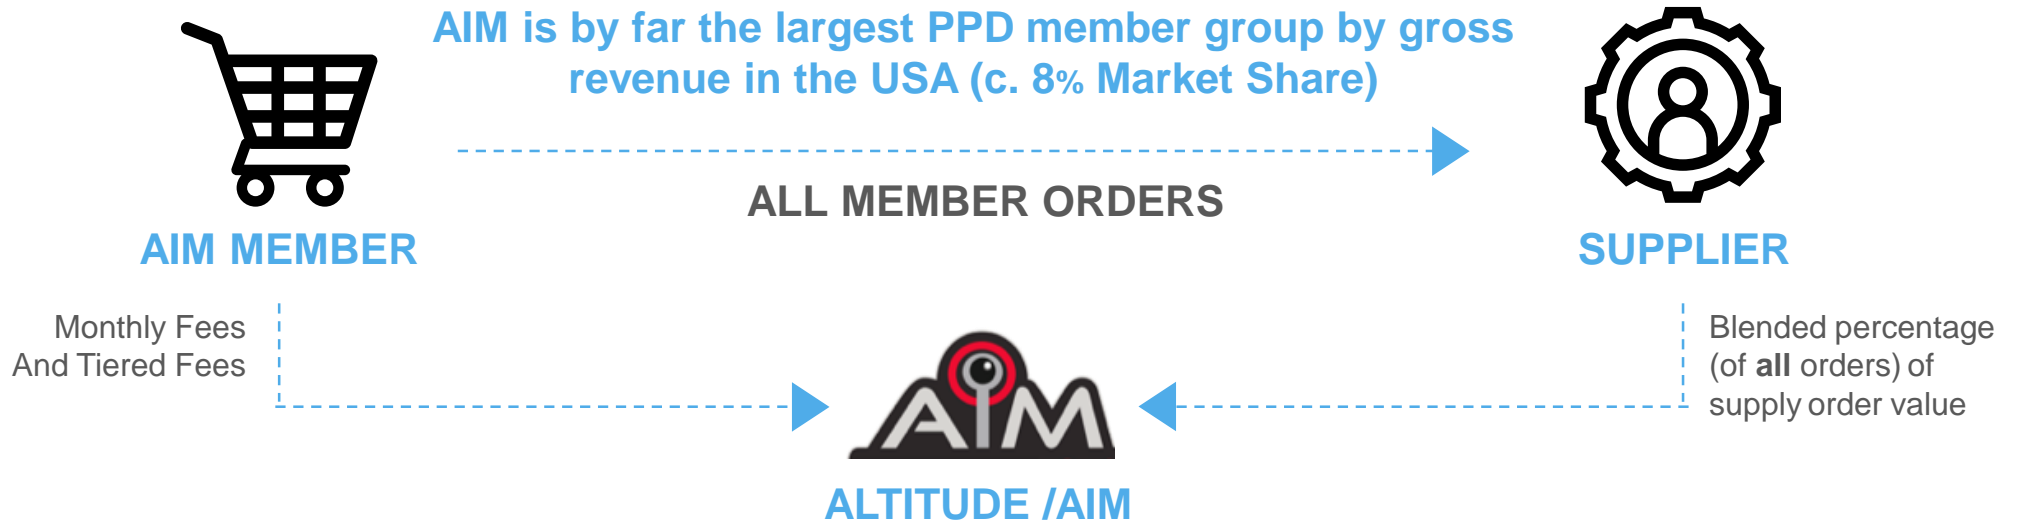 AIM is by far the largest PPD member group by gross
revenue in the USA (c. 8% Market Share)
ALL MEMBER ORDERS
AIM MEMBER
SUPPLIER
Monthly Fees
And Tiered Fees
Blended percentage
(of all orders) of
supply order value
AIM
ALTITUDE /AIM